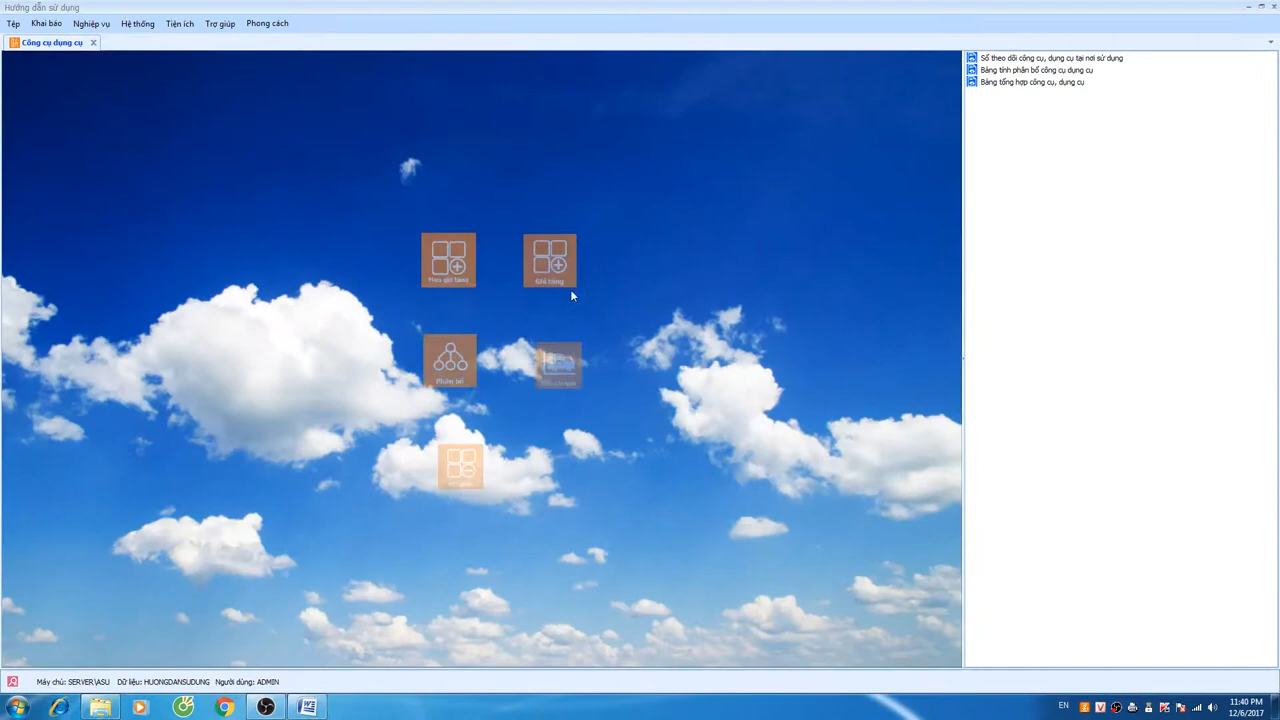 Hướng dẫn sử dụng
Tệp Khai báo Nghiệp vụ Hệ thống Tiện ích Trợ giúp Phong cách
Công cụ dụng cụ
Sổ theo dõi công cụ, dụng cụ tại nơi sử dụng
Bảng tính phân bổ công cụ dụng cụ
Bảng tổng hợp công cụ, dụng cụ
Phân bổ
Máy chủ: SERVER\ASU Dữ liệu: HUONGDANSUDUNG Người dùng: ADMIN
EN
11:40 PM
12/6/2017